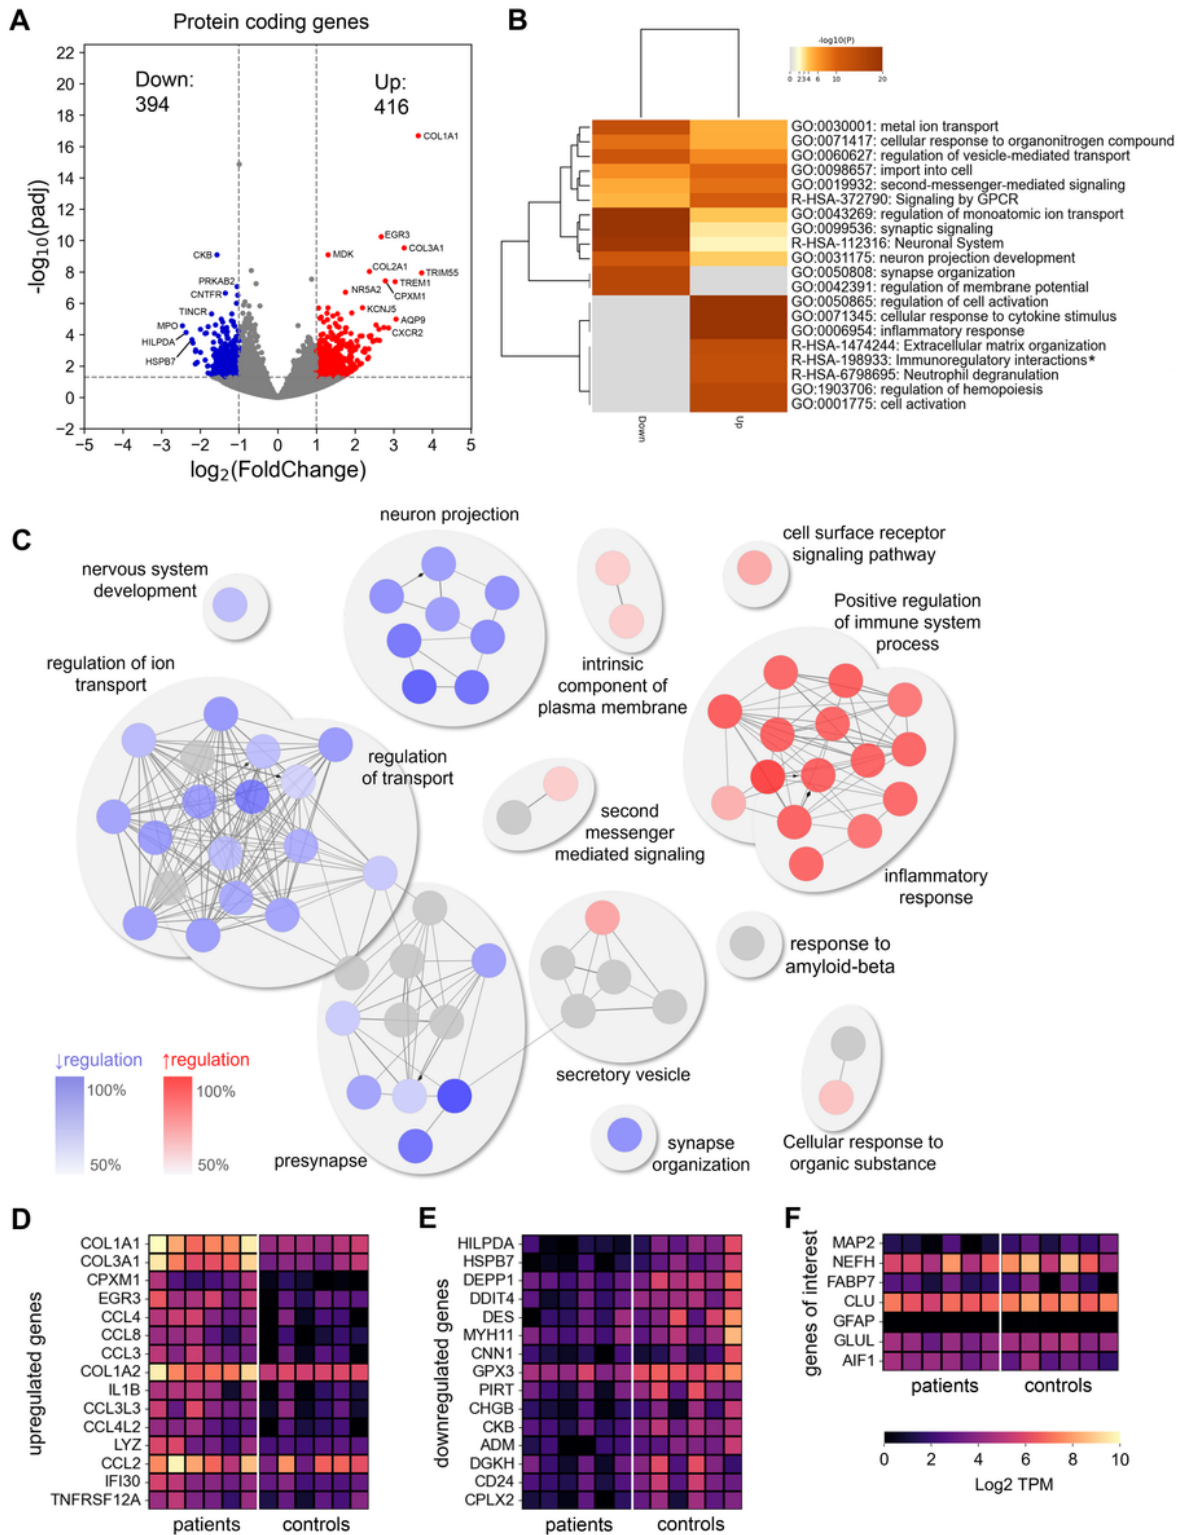 A
Protein coding genes
Down:
394
Up:
416
22
20
18
16
14
12
10
8
6
4
2
0
−2
−5
−4
−3
−2
−1
0
1
2
3
4
5
-log10(padj)
log2(FoldChange)
COL1A1
EGR3
COL3A1
MDK
COL2A1
TRIM55
TREM1
NR5A2
CPXM1
KCNJ5
AQP9
CXCR2
CKB
PRKAB2
CNTFR
TINCR
MPO
HILPDA
HSPB7
B
-log10(P)
0
2
3
4
6
10
20
GO:0030001: metal ion transport
GO:0071417: cellular response to organonitrogen compound
GO:0060627: regulation of vesicle-mediated transport
GO:0098657: import into cell
GO:0019932: second-messenger-mediated signaling
R-HSA-372790: Signaling by GPCR
GO:0043269: regulation of monoatomic ion transport
GO:0099536: synaptic signaling
R-HSA-112316: Neuronal System
GO:0031175: neuron projection development
GO:0050808: synapse organization
GO:0042391: regulation of membrane potential
GO:0050865: regulation of cell activation
GO:0071345: cellular response to cytokine stimulus
GO:0006954: inflammatory response
R-HSA-1474244: Extracellular matrix organization
R-HSA-198933: Immunoregulatory interactions*
R-HSA-6798695: Neutrophil degranulation
GO:1903706: regulation of hemopoiesis
GO:0001775: cell activation
Down
Up
C
neuron projection
nervous system
development
regulation of ion
transport
regulation
of transport
intrinsic
component of
plasma membrane
cell surface receptor
signaling pathway
Positive regulation
of immune system
process
second
messenger
mediated signaling
inflammatory
response
response to
amyloid-beta
secretory vesicle
presynapse
synapse
organization
Cellular response to
organic substance
↓regulation
100%
50%
↑regulation
100%
50%
D
upregulated genes
COL1A1
COL3A1
CPXM1
EGR3
CCL4
CCL8
CCL3
COL1A2
IL1B
CCL3L3
CCL4L2
LYZ
CCL2
IFI30
TNFRSF12A
patients
controls
E
downregulated genes
HILPDA
HSPB7
DEPP1
DDIT4
DES
MYH11
CNN1
GPX3
PIRT
CHGB
CKB
ADM
DGKH
CD24
CPLX2
patients
controls
F
genes of interest
MAP2
NEFH
FABP7
CLU
GFAP
GLUL
AIF1
patients
controls
0
2
4
6
8
10
Log2 TPM